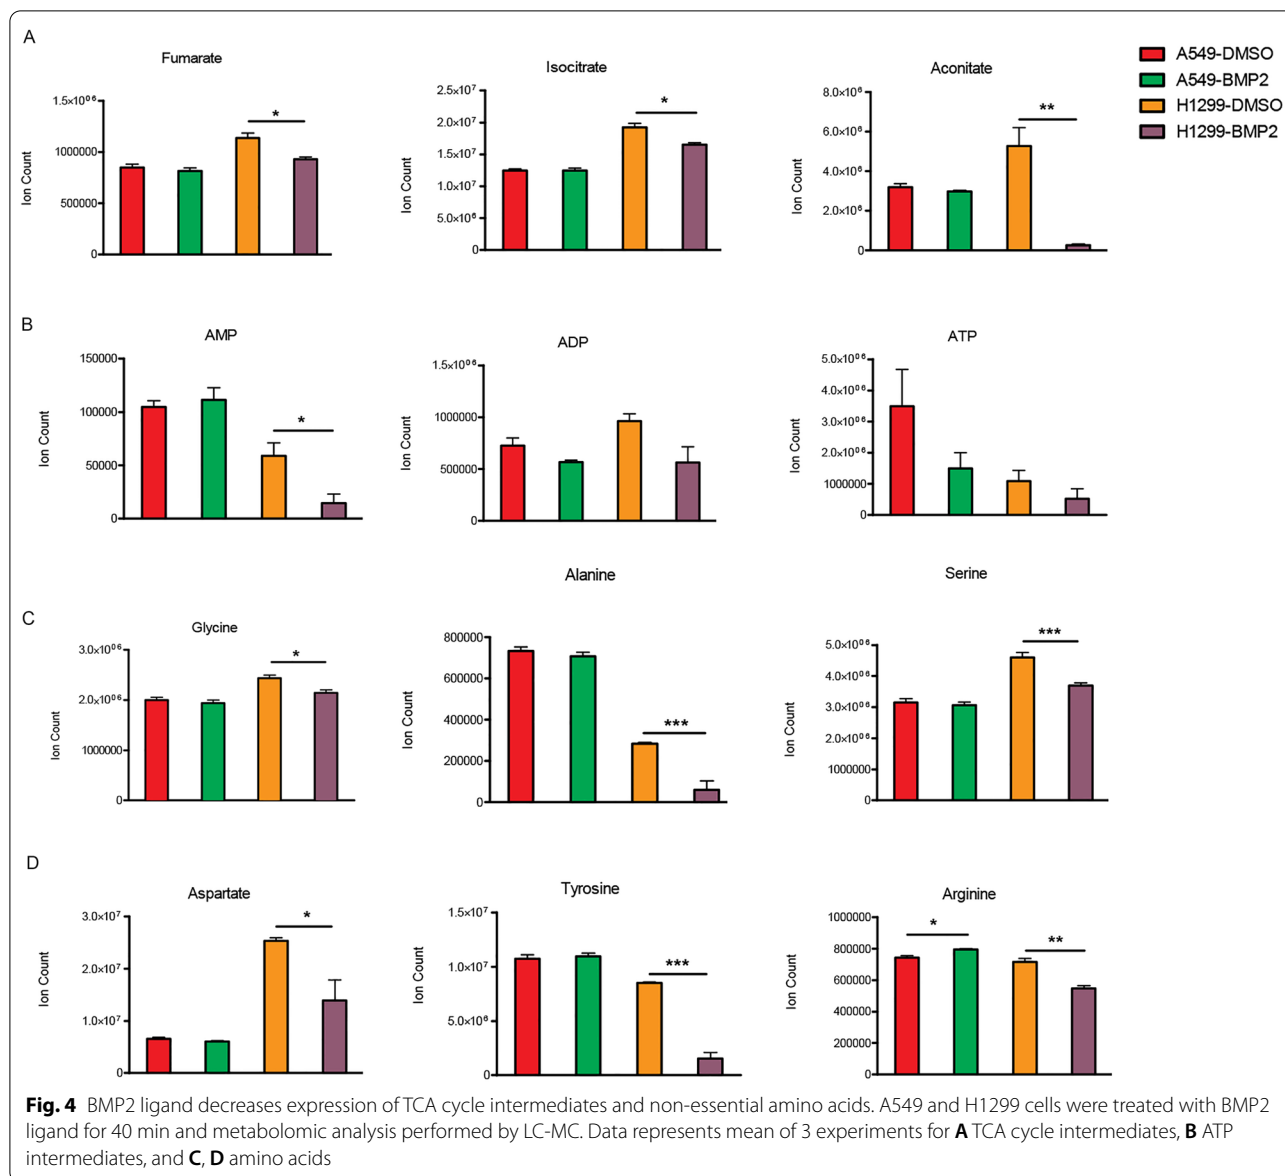 A
Fumarate
Ion Count
1.5×10⁰⁶
1000000
500000
0
*
Isocitrate
Ion Count
2.5×10⁷
2.0×10⁷
1.5×10⁷
1.0×10⁷
5.0×10⁶
0
*
Aconitate
Ion Count
8.0×10⁶
6.0×10⁶
4.0×10⁶
2.0×10⁶
0
**
A549-DMSO
A549-BMP2
H1299-DMSO
H1299-BMP2
B
AMP
Ion Count
150000
100000
50000
0
*
ADP
Ion Count
1.5×10⁰⁶
1000000
500000
0
ATP
Ion Count
5.0×10⁰⁶
4.0×10⁰⁶
3.0×10⁰⁶
2.0×10⁰⁶
1000000
0
C
Glycine
Ion Count
3.0×10⁰⁶
2.0×10⁰⁶
1000000
0
*
Alanine
Ion Count
800000
600000
400000
200000
0
***
Serine
Ion Count
5.0×10⁰⁶
4.0×10⁰⁶
3.0×10⁰⁶
2.0×10⁰⁶
1000000
0
***
D
Aspartate
Ion Count
3.0×10⁷
2.0×10⁷
1.0×10⁷
0
*
Tyrosine
Ion Count
1.5×10⁷
1.0×10⁷
5.0×10⁶
0
***
Arginine
Ion Count
1000000
800000
600000
400000
200000
0
*
**
Fig. 4 BMP2 ligand decreases expression of TCA cycle intermediates and non-essential amino acids. A549 and H1299 cells were treated with BMP2
ligand for 40 min and metabolomic analysis performed by LC-MC. Data represents mean of 3 experiments for A TCA cycle intermediates, B ATP
intermediates, and C, D amino acids